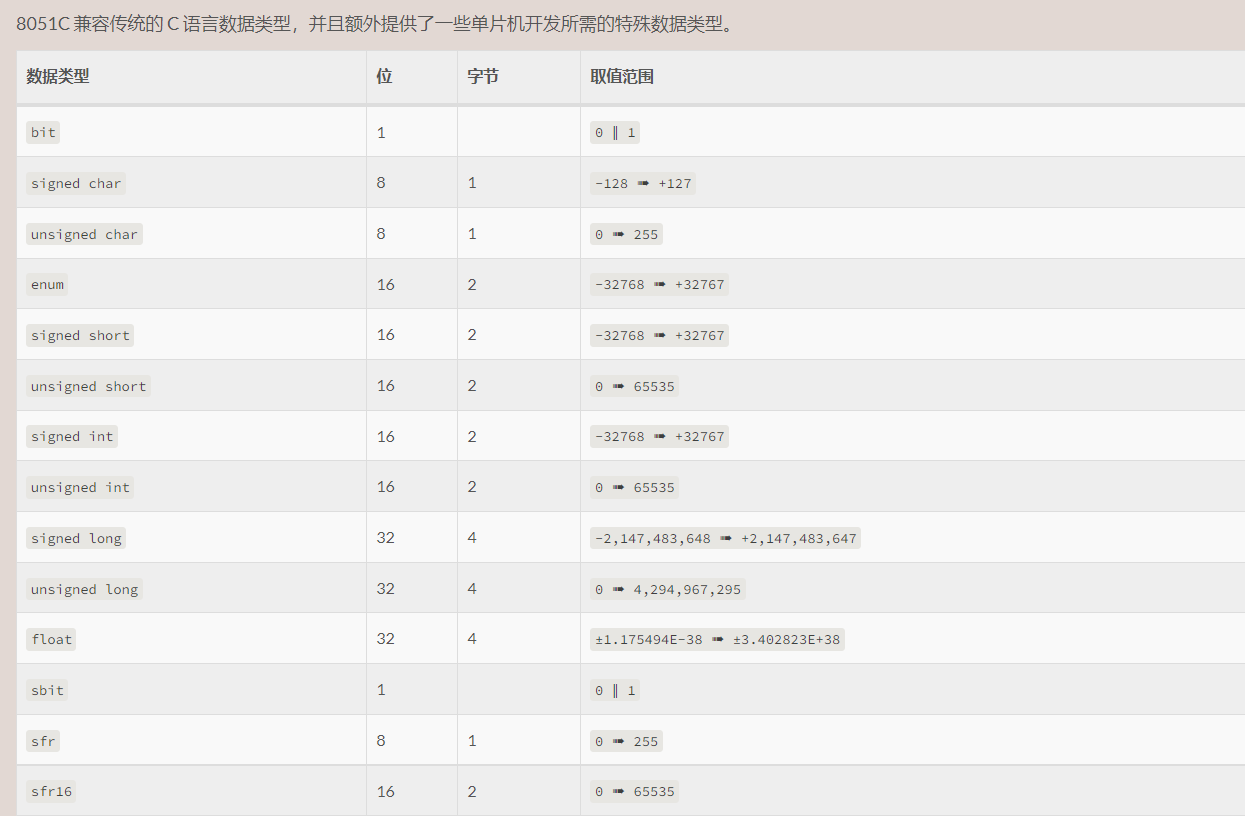 8051C 兼容传统的 C 语言数据类型，并且额外提供了一些单片机开发所需的特殊数据类型。
数据类型 位 字节 取值范围
bit 1 0 ‖ 1
signed char 8 1 -128 ➠ +127
unsigned char 8 1 0 ➠ 255
enum 16 2 -32768 ➠ +32767
signed short 16 2 -32768 ➠ +32767
unsigned short 16 2 0 ➠ 65535
signed int 16 2 -32768 ➠ +32767
unsigned int 16 2 0 ➠ 65535
signed long 32 4 -2,147,483,648 ➠ +2,147,483,647
unsigned long 32 4 0 ➠ 4,294,967,295
float 32 4 ±1.175494E-38 ➠ ±3.402823E+38
sbit 1 0 ‖ 1
sfr 8 1 0 ➠ 255
sfr16 16 2 0 ➠ 65535